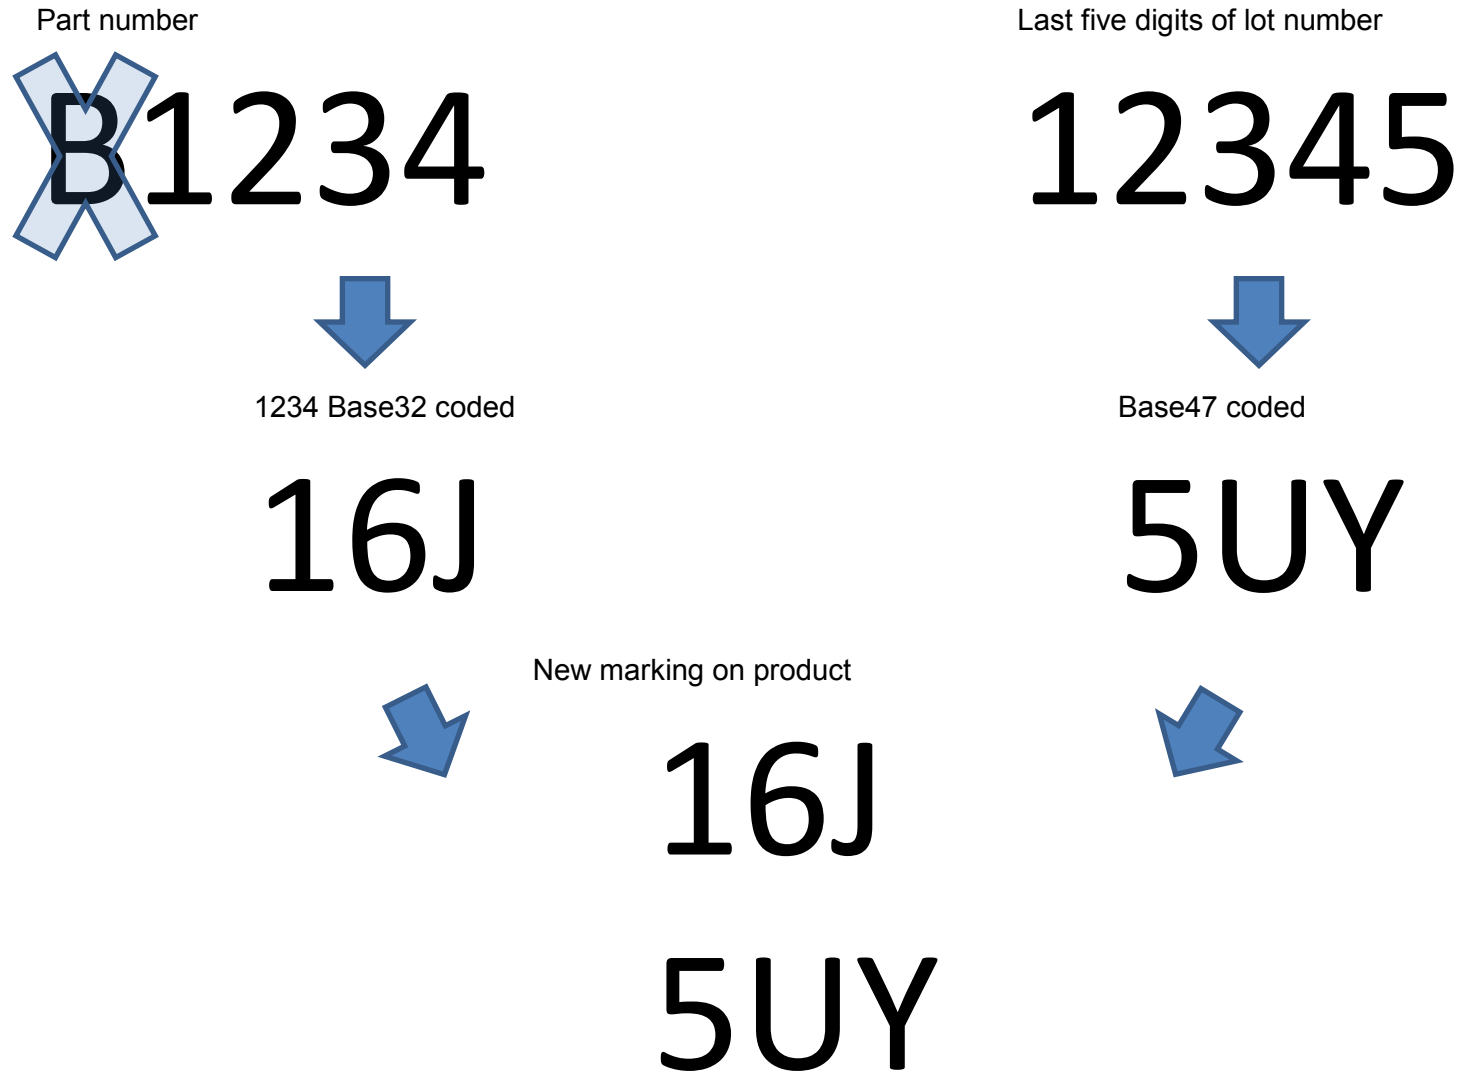 Part number
Last five digits of lot number
B1234
12345
1234 Base32 coded
Base47 coded
16J
5UY
New marking on product
16J
5UY